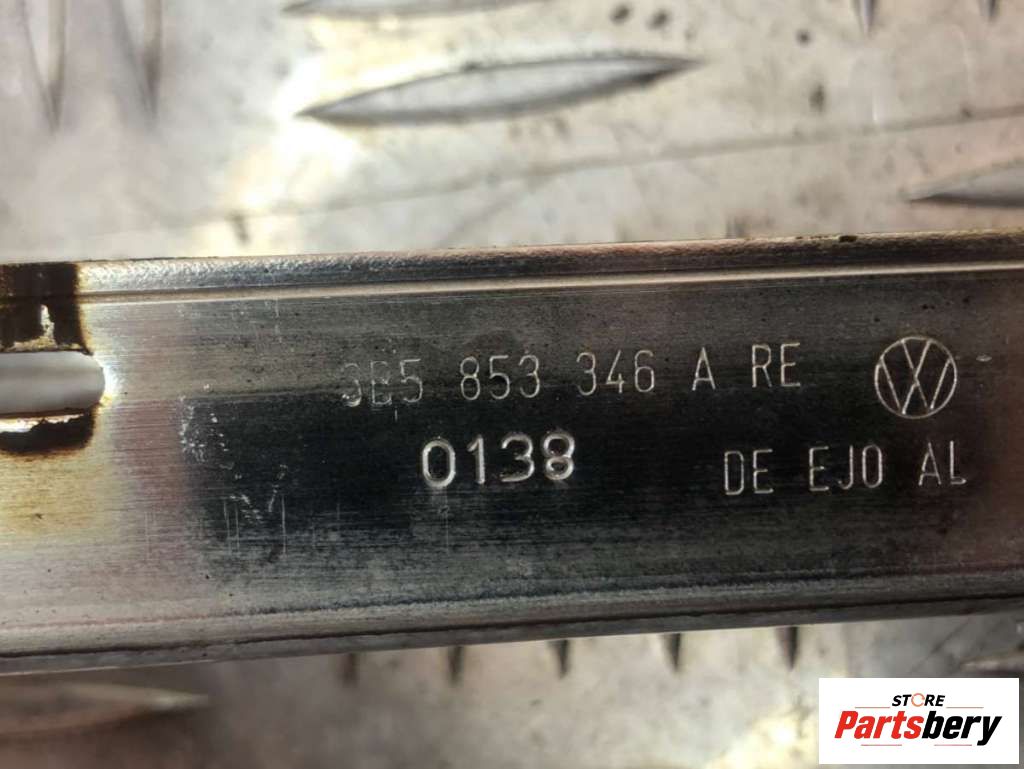 3B5 853 346 A RE
0138
DE EJO AL
STORE
Partsbery